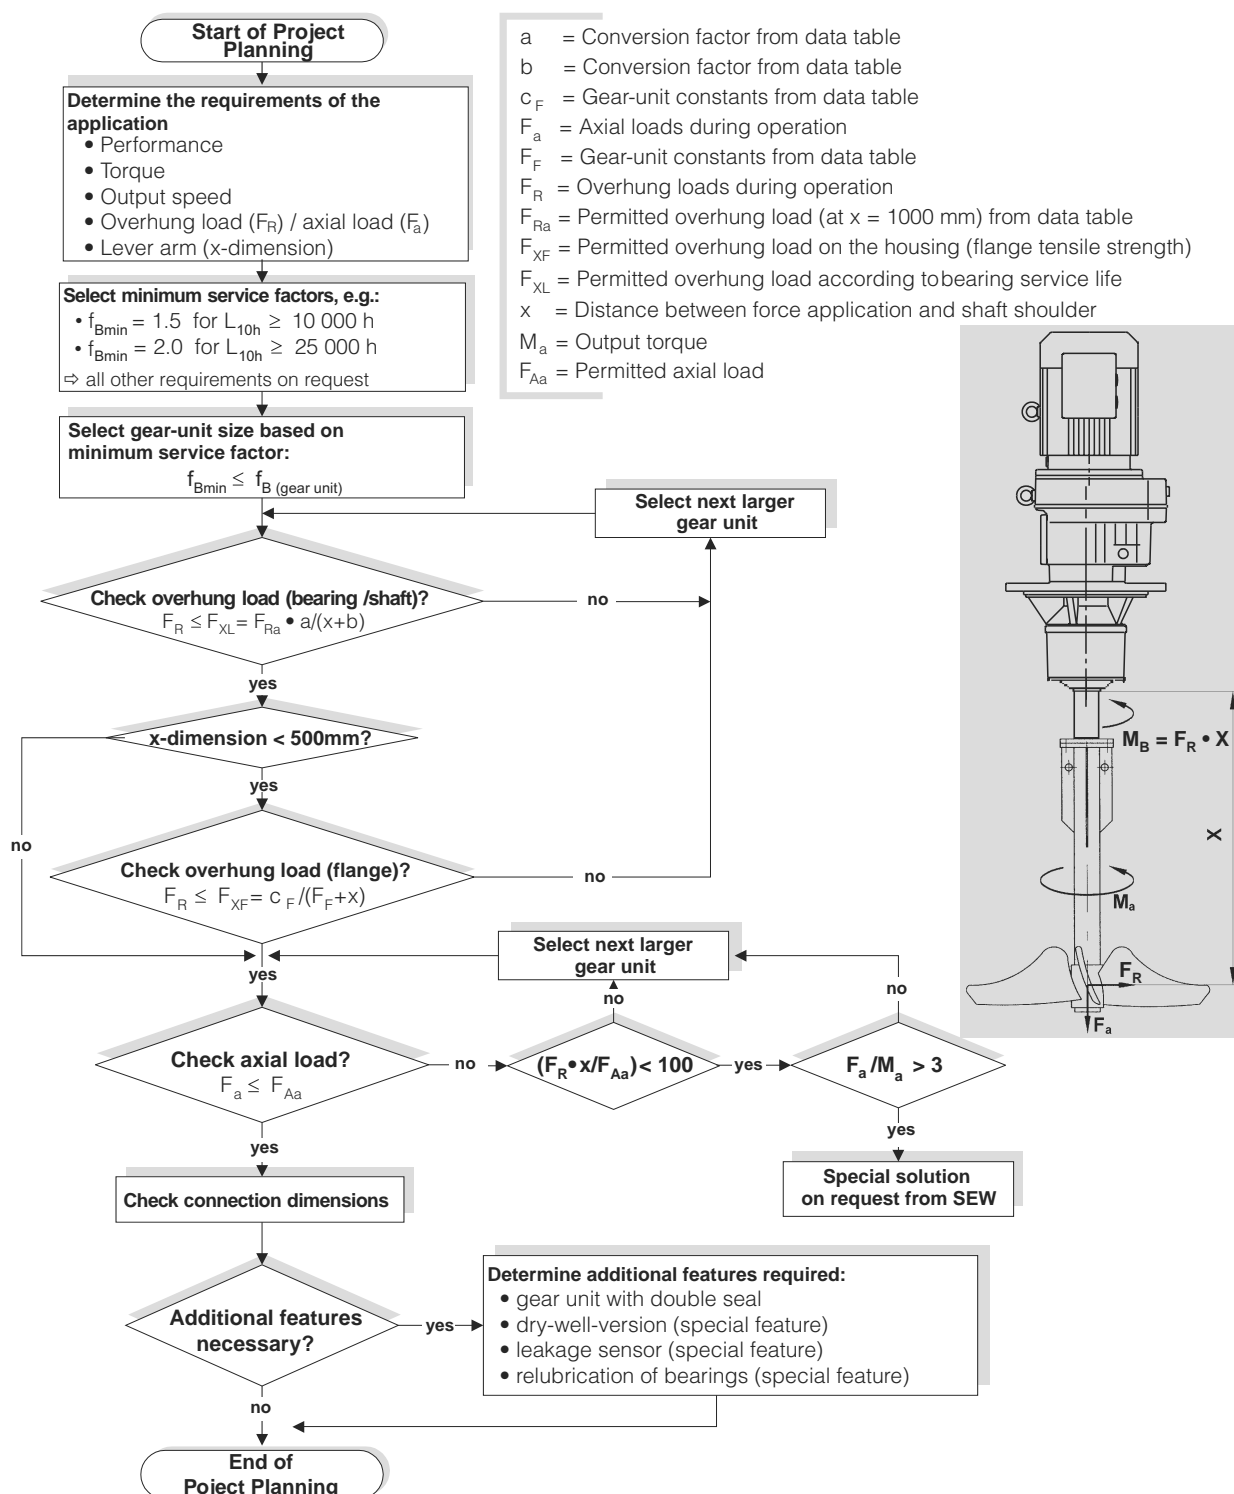 Start of Project
Planning
Determine the requirements of the
application
• Performance
• Torque
• Output speed
• Overhung load (FR) / axial load (Fa)
• Lever arm (x-dimension)
Select minimum service factors, e.g.:
• fBmin = 1.5 for L10h ≥ 10 000 h
• fBmin = 2.0 for L10h ≥ 25 000 h
⇨ all other requirements on request
Select gear-unit size based on
minimum service factor:
fBmin ≤ fB (gear unit)
a = Conversion factor from data table
b = Conversion factor from data table
cF = Gear-unit constants from data table
Fa = Axial loads during operation
FF = Gear-unit constants from data table
FR = Overhung loads during operation
FRa = Permitted overhung load (at x = 1000 mm) from data table
FXF = Permitted overhung load on the housing (flange tensile strength)
FXL = Permitted overhung load according to bearing service life
x = Distance between force application and shaft shoulder
Ma = Output torque
FAa = Permitted axial load
Select next larger
gear unit
Check overhung load (bearing /shaft)?
FR ≤ FXL = FRa • a/(x+b)
no
yes
x-dimension < 500mm?
yes
no
Check overhung load (flange)?
FR ≤ FXF = cF /(FF+x)
no
yes
Select next larger
gear unit
no
no
Check axial load?
Fa ≤ FAa
no
(FR•x/FAa) < 100
yes
Fa /Ma > 3
yes
yes
Check connection dimensions
Special solution
on request from SEW
Additional features
necessary?
yes
Determine additional features required:
• gear unit with double seal
• dry-well-version (special feature)
• leakage sensor (special feature)
• relubrication of bearings (special feature)
no
End of
Poject Planning
MB = FR • X
X
Ma
FR
Fa